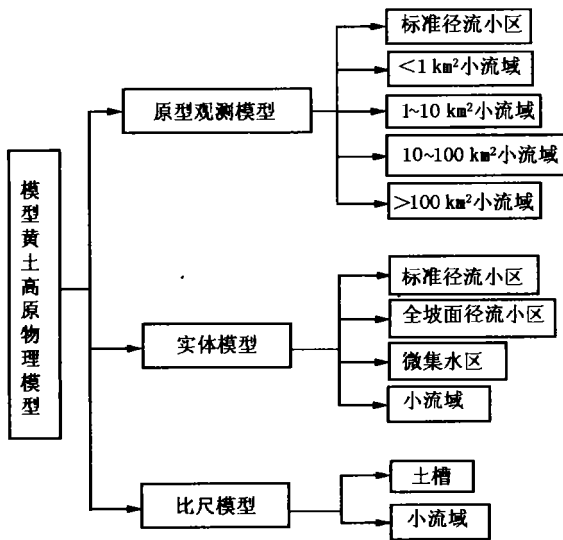 模型黄土高原物理模型
原型观测模型
标准径流小区
<1 km²小流域
1~10 km²小流域
10~100 km²小流域
>100 km²小流域
实体模型
标准径流小区
全坡面径流小区
微集水区
小流域
比尺模型
土槽
小流域